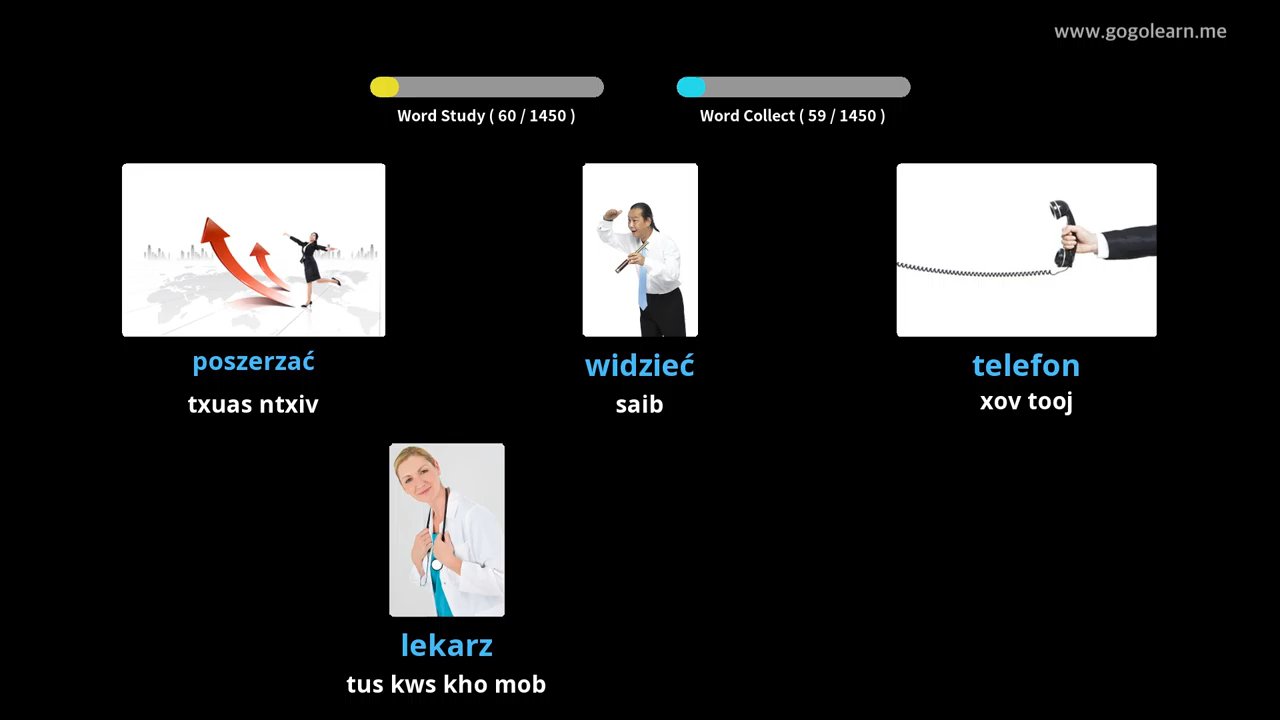 www.gogolearn.me
Word Study ( 60 / 1450 )
Word Collect ( 59 / 1450 )
poszerzać
txuas ntxiv
widzieć
saib
telefon
xov tooj
lekarz
tus kws kho mob